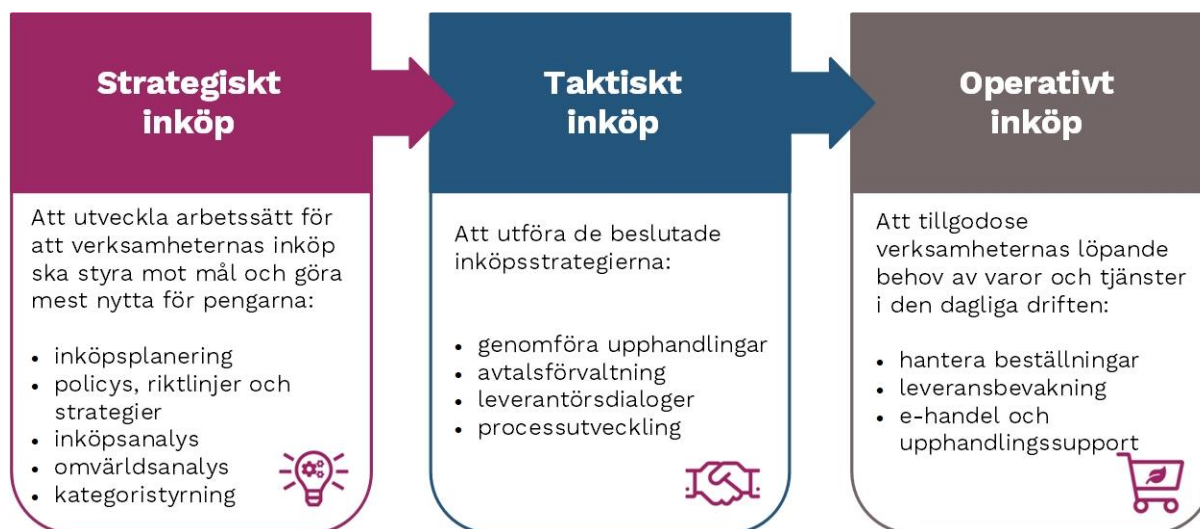 Strategiskt
inköp
Att utveckla arbetssätt för
att verksamheternas inköp
ska styra mot mål och göra
mest nytta för pengarna:
• inköpsplanering
• policys, riktlinjer och
strategier
• inköpsanalys
• omvärldsanalys
• kategoristyrning
Taktiskt
inköp
Att utföra de beslutade
inköpsstrategierna:
• genomföra upphandlingar
• avtalsförvaltning
• leverantörsdialoger
• processutveckling
Operativt
inköp
Att tillgodose
verksamheternas löpande
behov av varor och tjänster
i den dagliga driften:
• hantera beställningar
• leveransbevakning
• e-handel och
upphandlingssupport